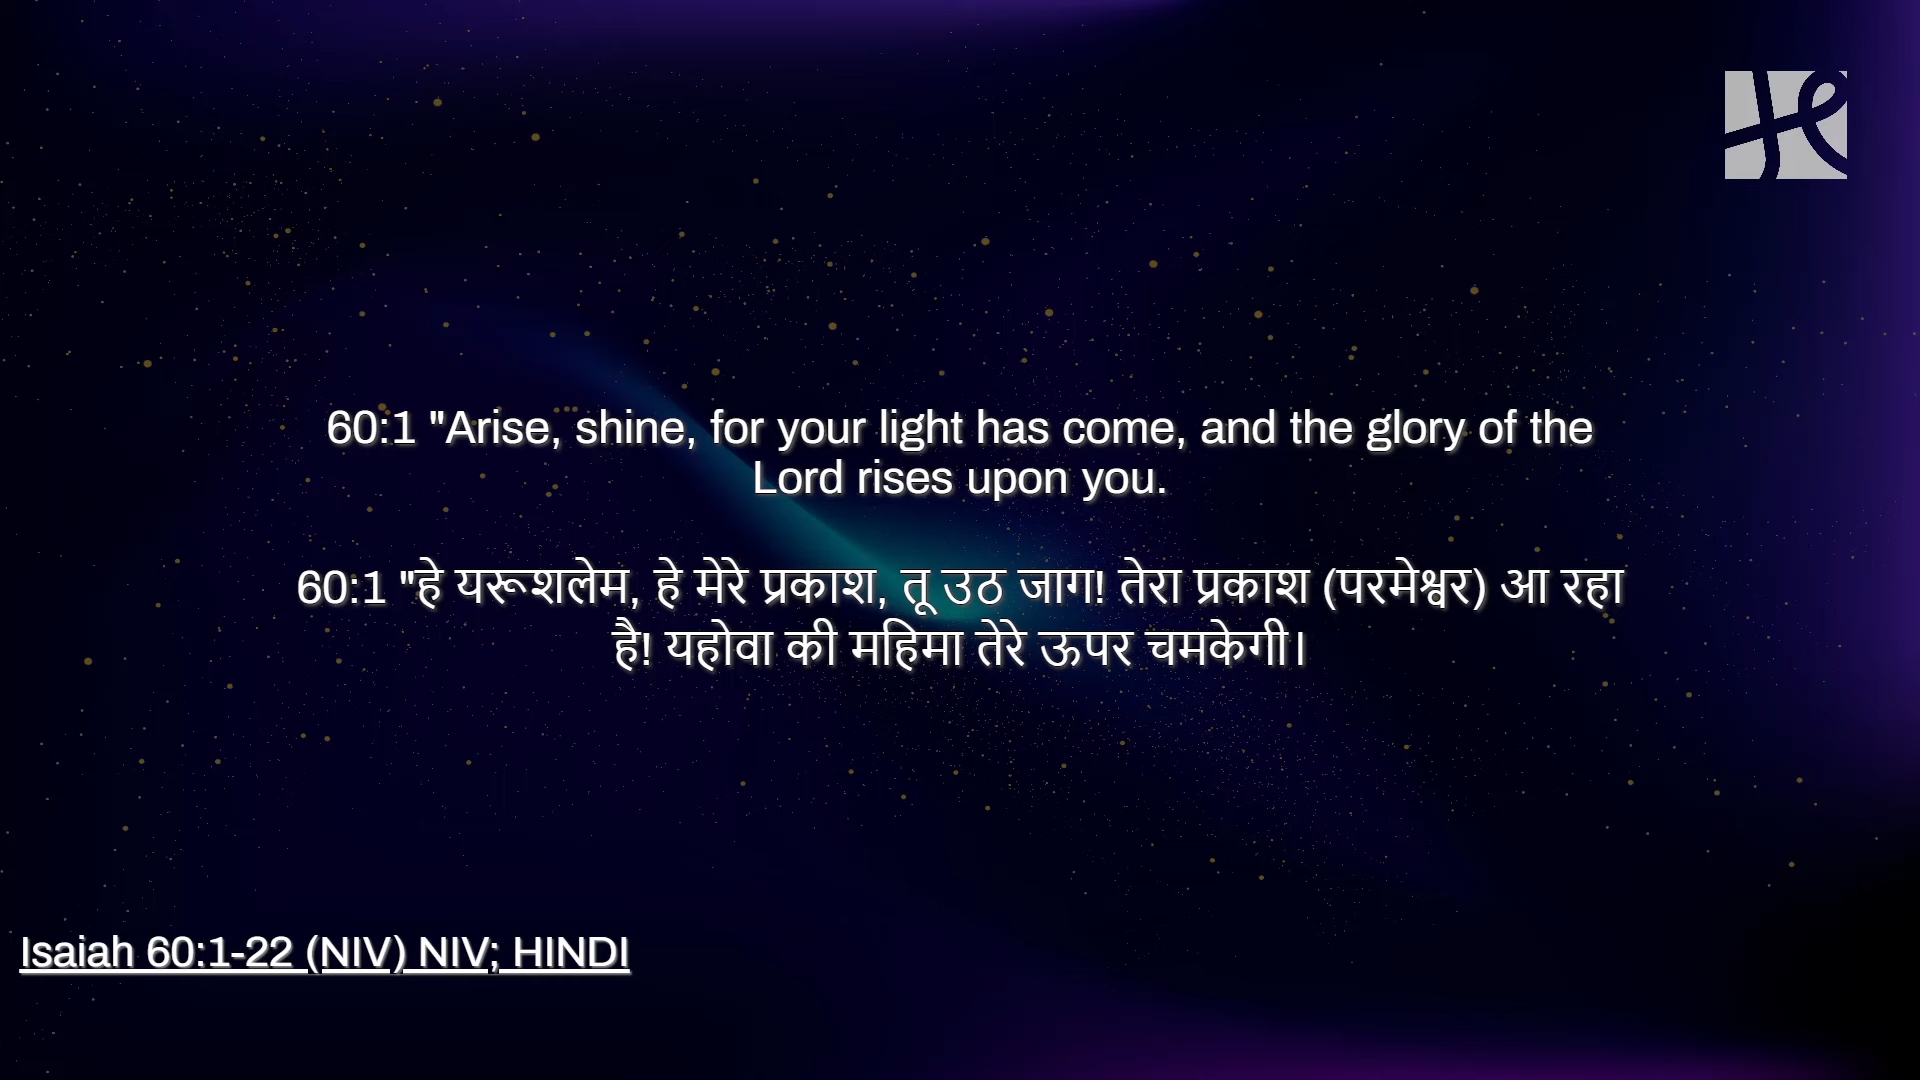 60:1 "Arise, shine, for your light has come, and the glory of the
Lord rises upon you.
60:1 "हे यरूशलेम, हे मेरे प्रकाश, तू उठ जाग! तेरा प्रकाश (परमेश्वर) आ रहा
है! यहोवा की महिमा तेरे ऊपर चमकेगी।
Isaiah 60:1-22 (NIV) NIV; HINDI